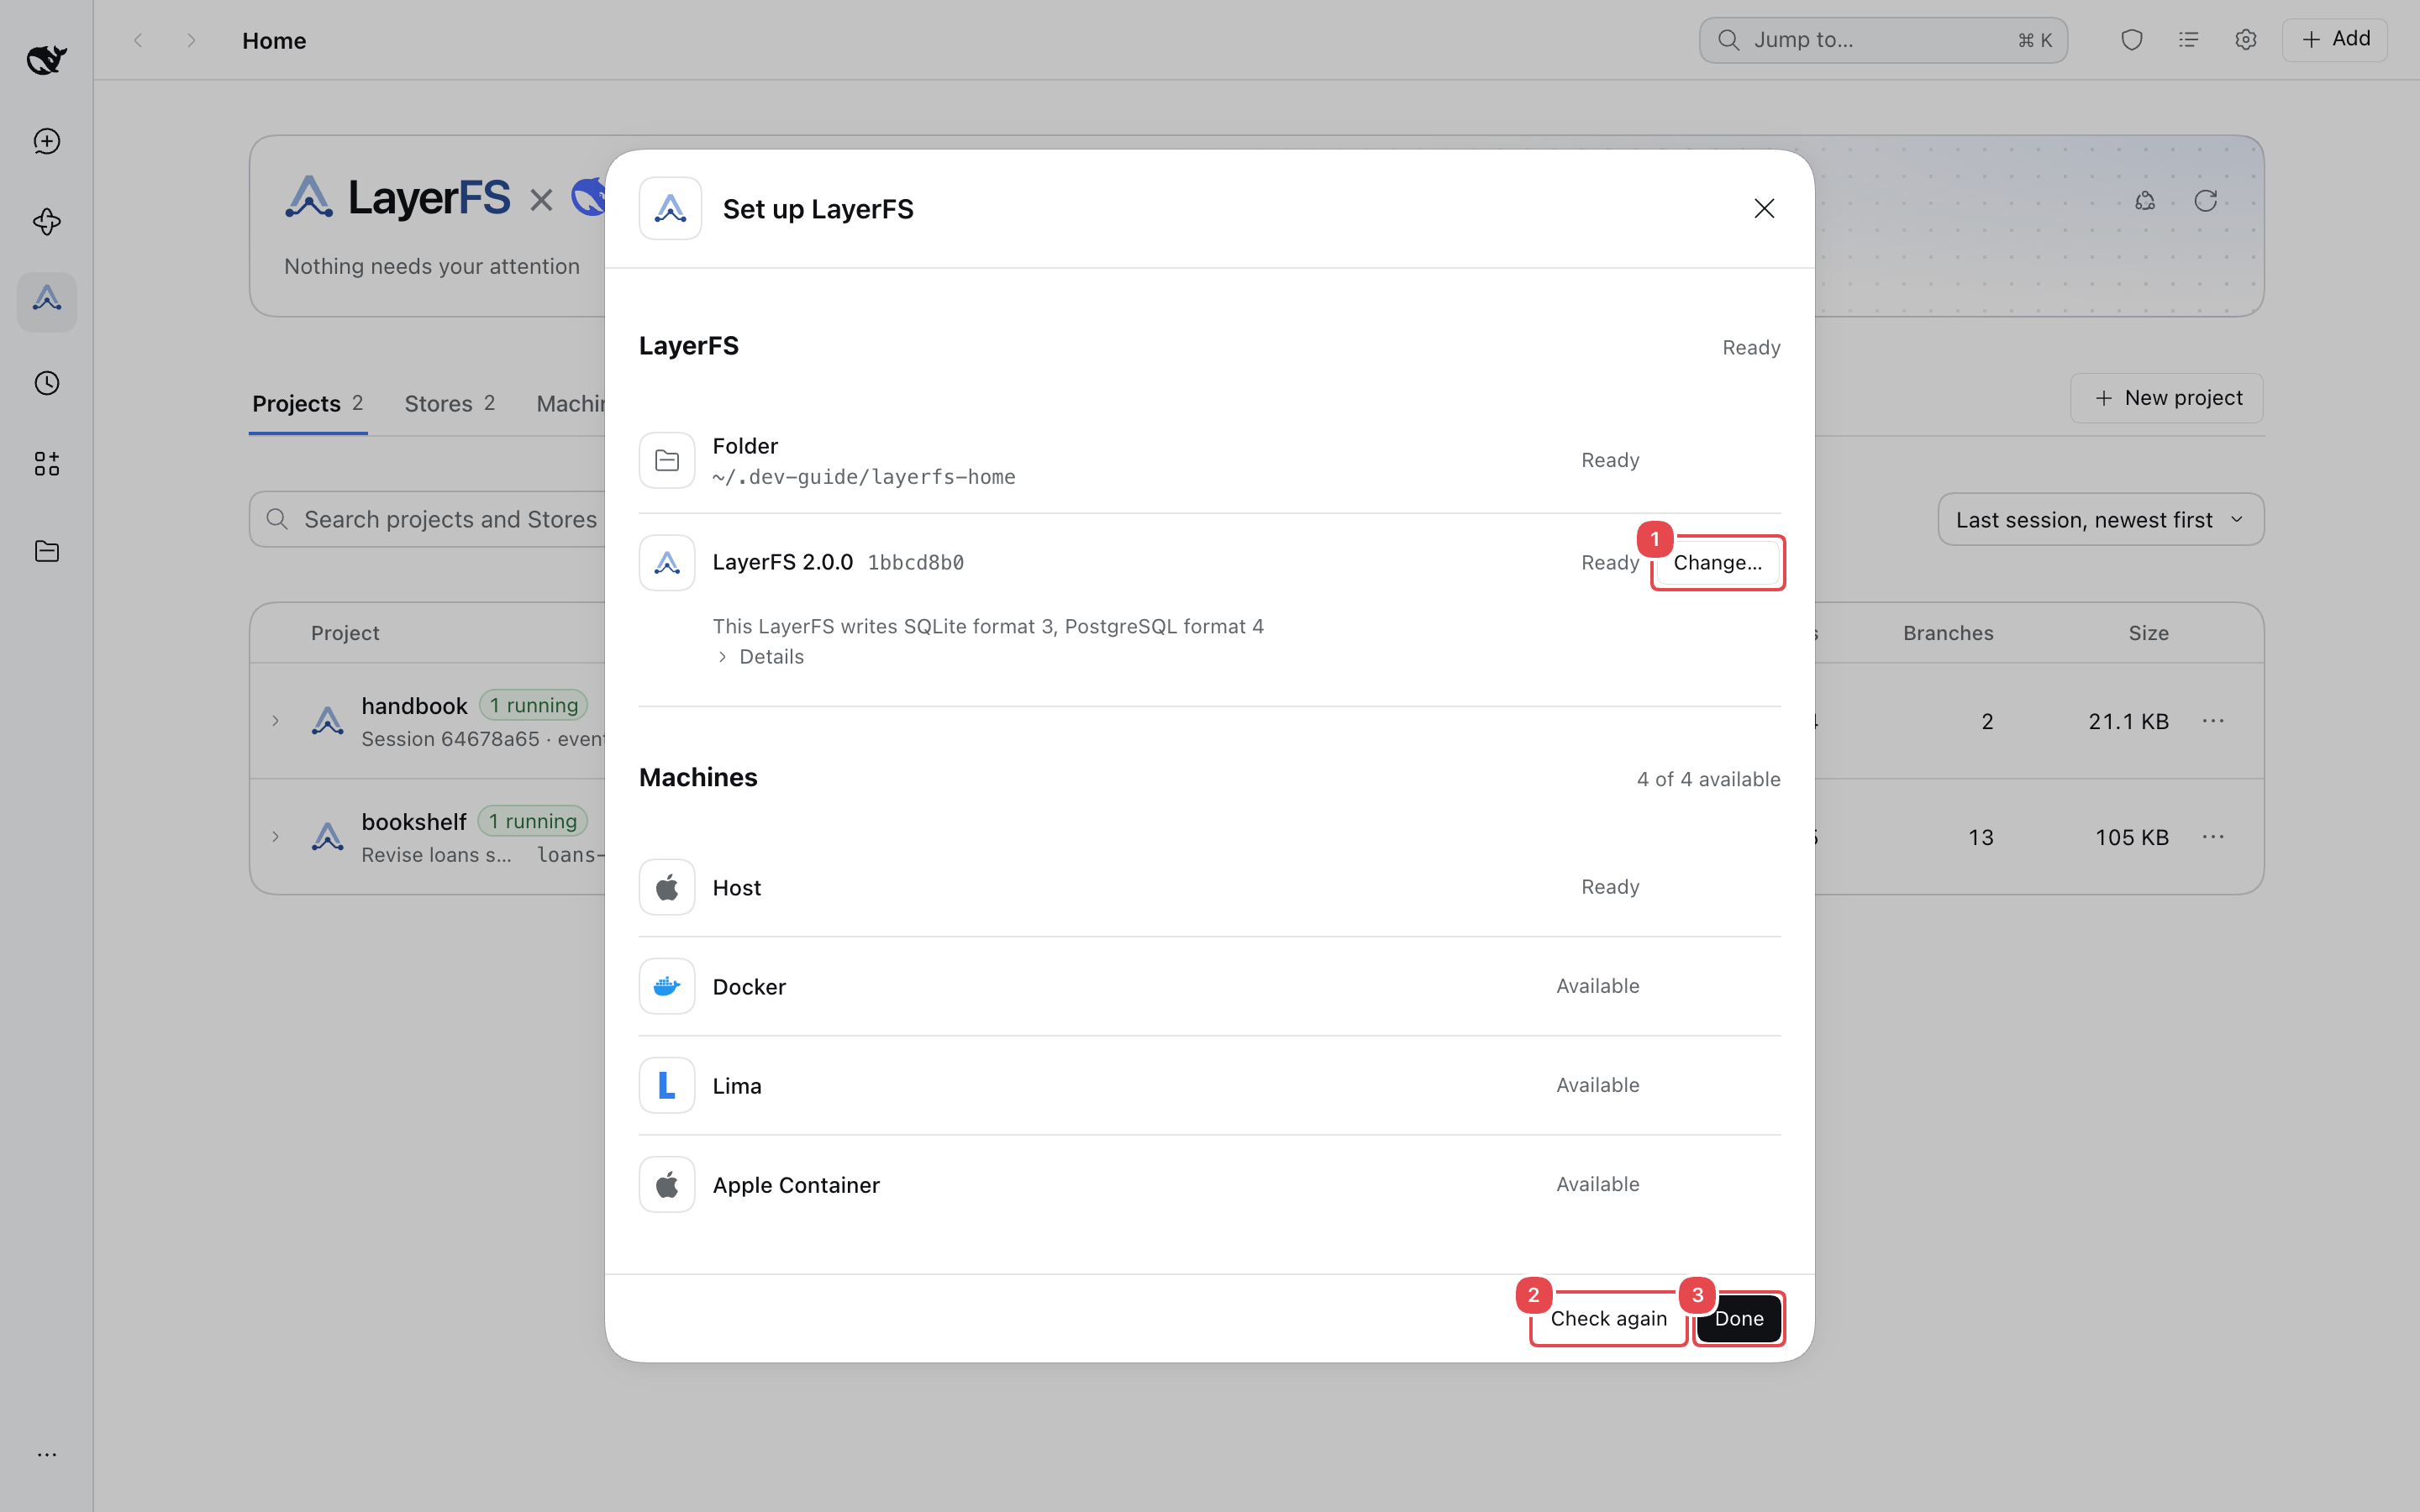 Home
Jump to...
⌘ K
+ Add
LayerFS ×
Nothing needs your attention
Set up LayerFS
LayerFS
Ready
Folder
~/.dev-guide/layerfs-home
Ready
LayerFS 2.0.0 1bbcd8b0
Ready
1
Change...
This LayerFS writes SQLite format 3, PostgreSQL format 4
Details
Machines
4 of 4 available
Host
Ready
Docker
Available
Lima
Available
Apple Container
Available
2
Check again
3
Done
Projects 2
Stores 2
+ New project
Search projects and Stores
Last session, newest first
Project
Branches
Size
handbook 1 running
Session 64678a65 ·
2
21.1 KB
bookshelf 1 running
Revise loans s...
13
105 KB